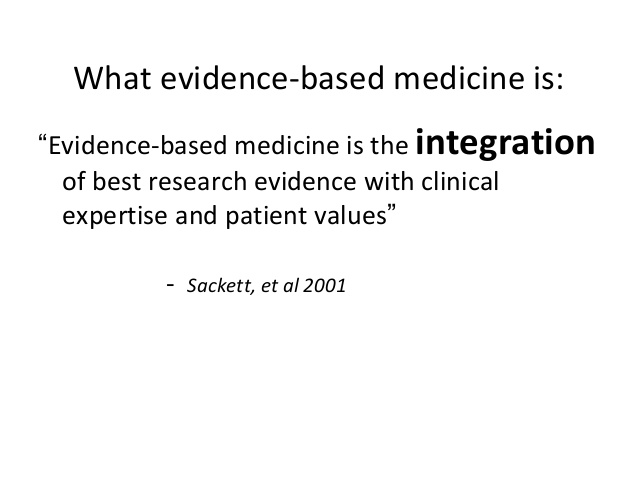 What evidence-based medicine is:
“Evidence-based medicine is the integration
of best research evidence with clinical
expertise and patient values”
- Sackett, et al 2001